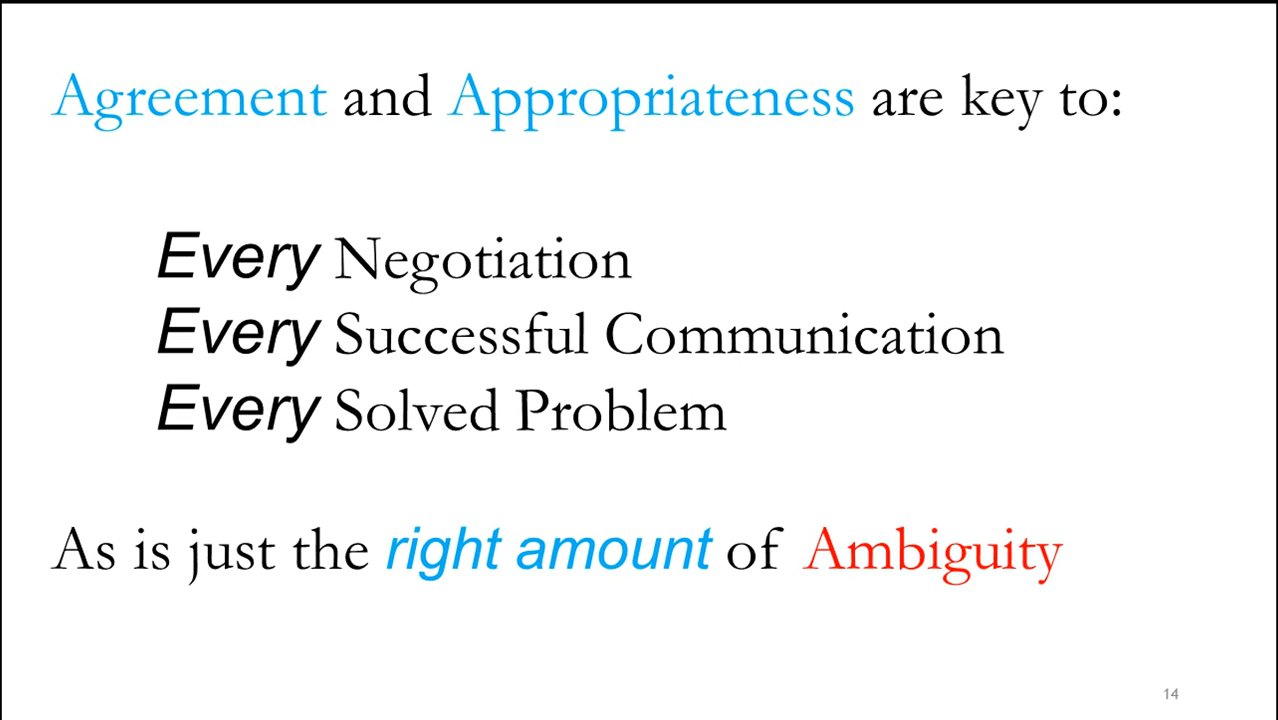 Agreement and Appropriateness are key to:
Every Negotiation
Every Successful Communication
Every Solved Problem
As is just the right amount of Ambiguity
14